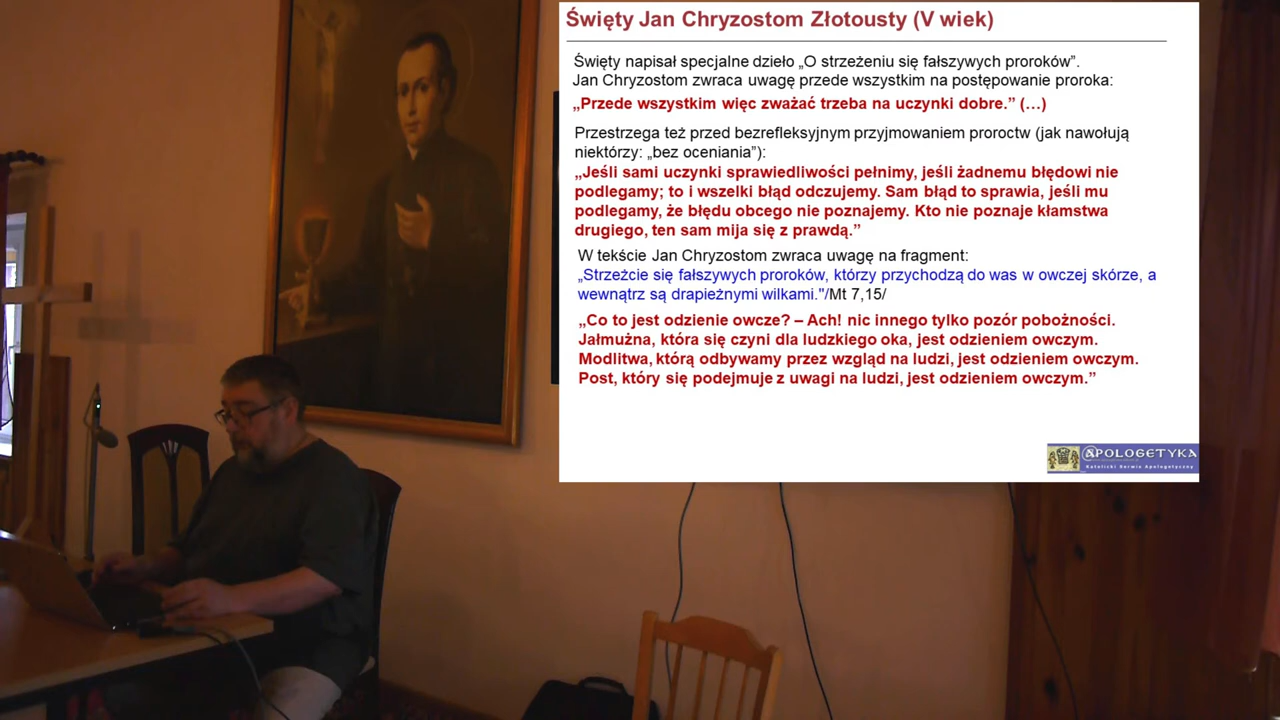 Święty Jan Chryzostom Złotousty (V wiek)
Święty napisał specjalne dzieło „O strzeżeniu się fałszywych proroków”.
Jan Chryzostom zwraca uwagę przede wszystkim na postępowanie proroka:
„Przede wszystkim więc zważać trzeba na uczynki dobre.” (…)
Przestrzega też przed bezrefleksyjnym przyjmowaniem proroctw (jak nawołują
niektórzy: „bez oceniania”):
„Jeśli sami uczynki sprawiedliwości pełnimy, jeśli żadnemu błędowi nie
podlegamy; to i wszelki błąd odczujemy. Sam błąd to sprawia, jeśli mu
podlegamy, że błędu obcego nie poznajemy. Kto nie poznaje kłamstwa
drugiego, ten sam mija się z prawdą.”
W tekście Jan Chryzostom zwraca uwagę na fragment:
„Strzeżcie się fałszywych proroków, którzy przychodzą do was w owczej skórze, a
wewnątrz są drapieżnymi wilkami."/Mt 7,15/
„Co to jest odzienie owcze? – Ach! nic innego tylko pozór pobożności.
Jałmużna, która się czyni dla ludzkiego oka, jest odzieniem owczym.
Modlitwa, którą odbywamy przez wzgląd na ludzi, jest odzieniem owczym.
Post, który się podejmuje z uwagi na ludzi, jest odzieniem owczym.”
@POLOGETYKA
Katolicki Serwis Apologetyczny